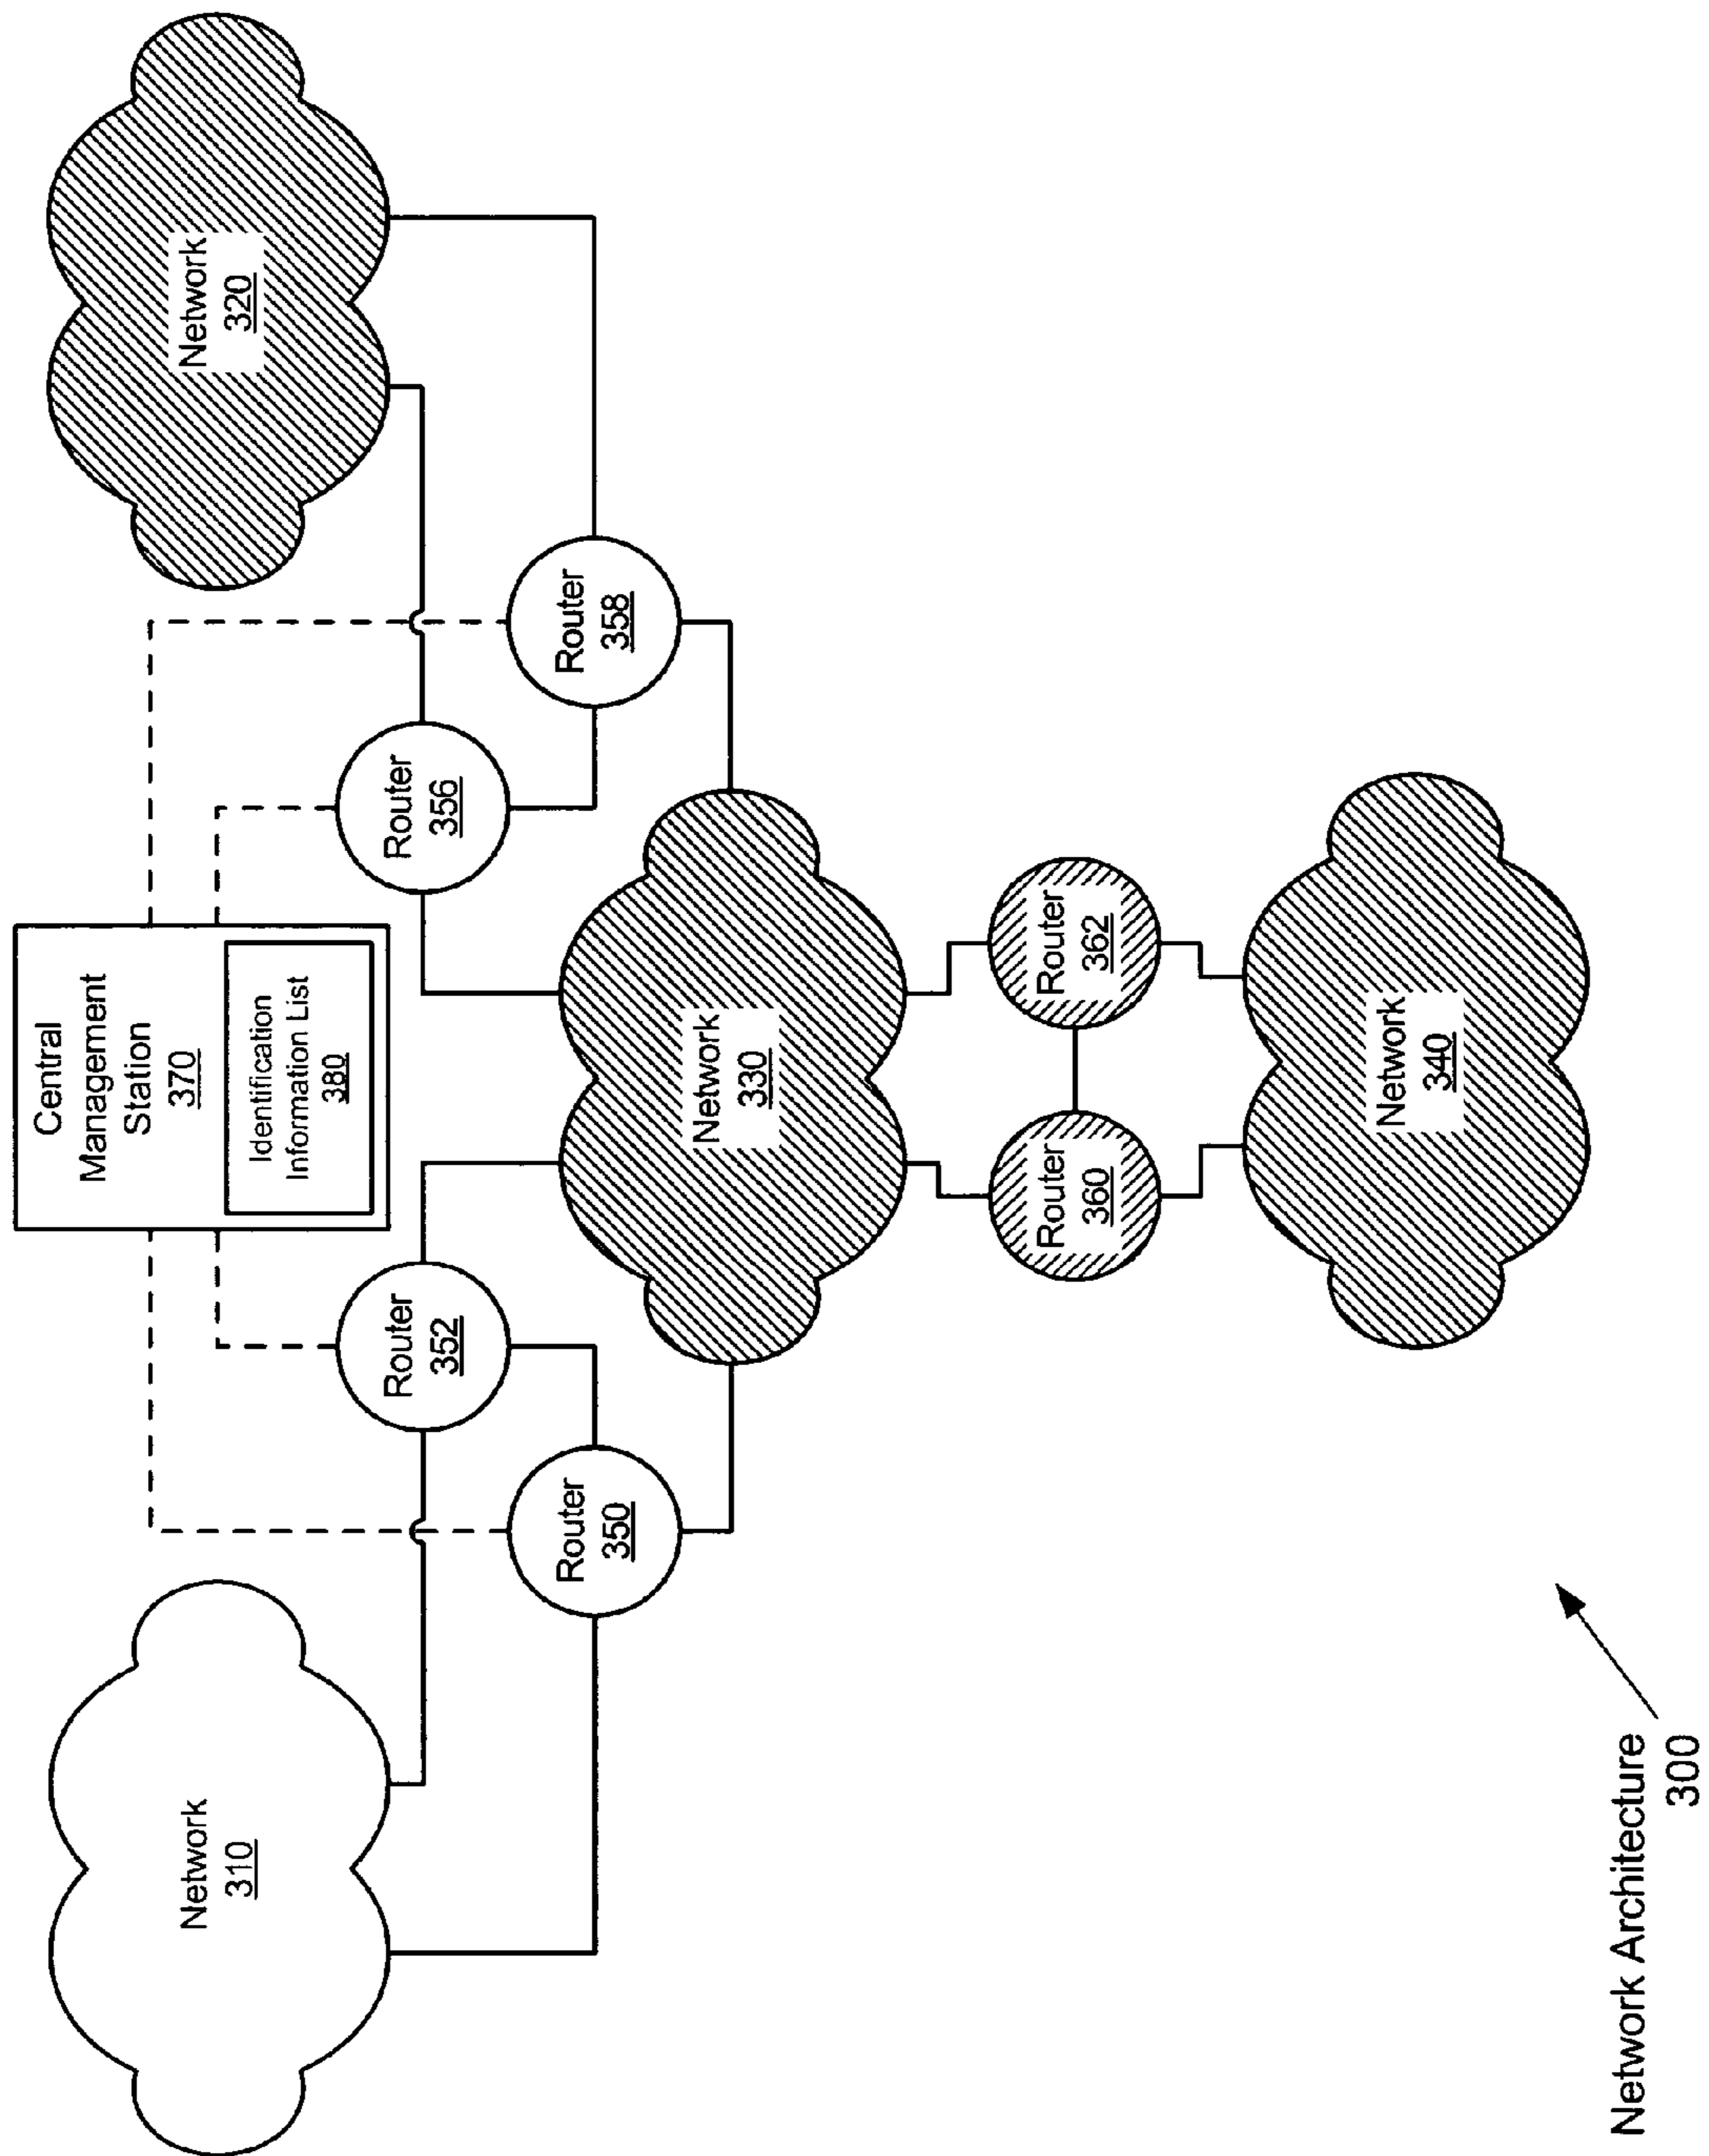 Network
310
Central
Management
Station
370
Identification
Information List
380
Network
320
Router
352
Router
356
Router
350
Router
358
Network
330
Router
360
Router
362
Network
340
Network Architecture
300